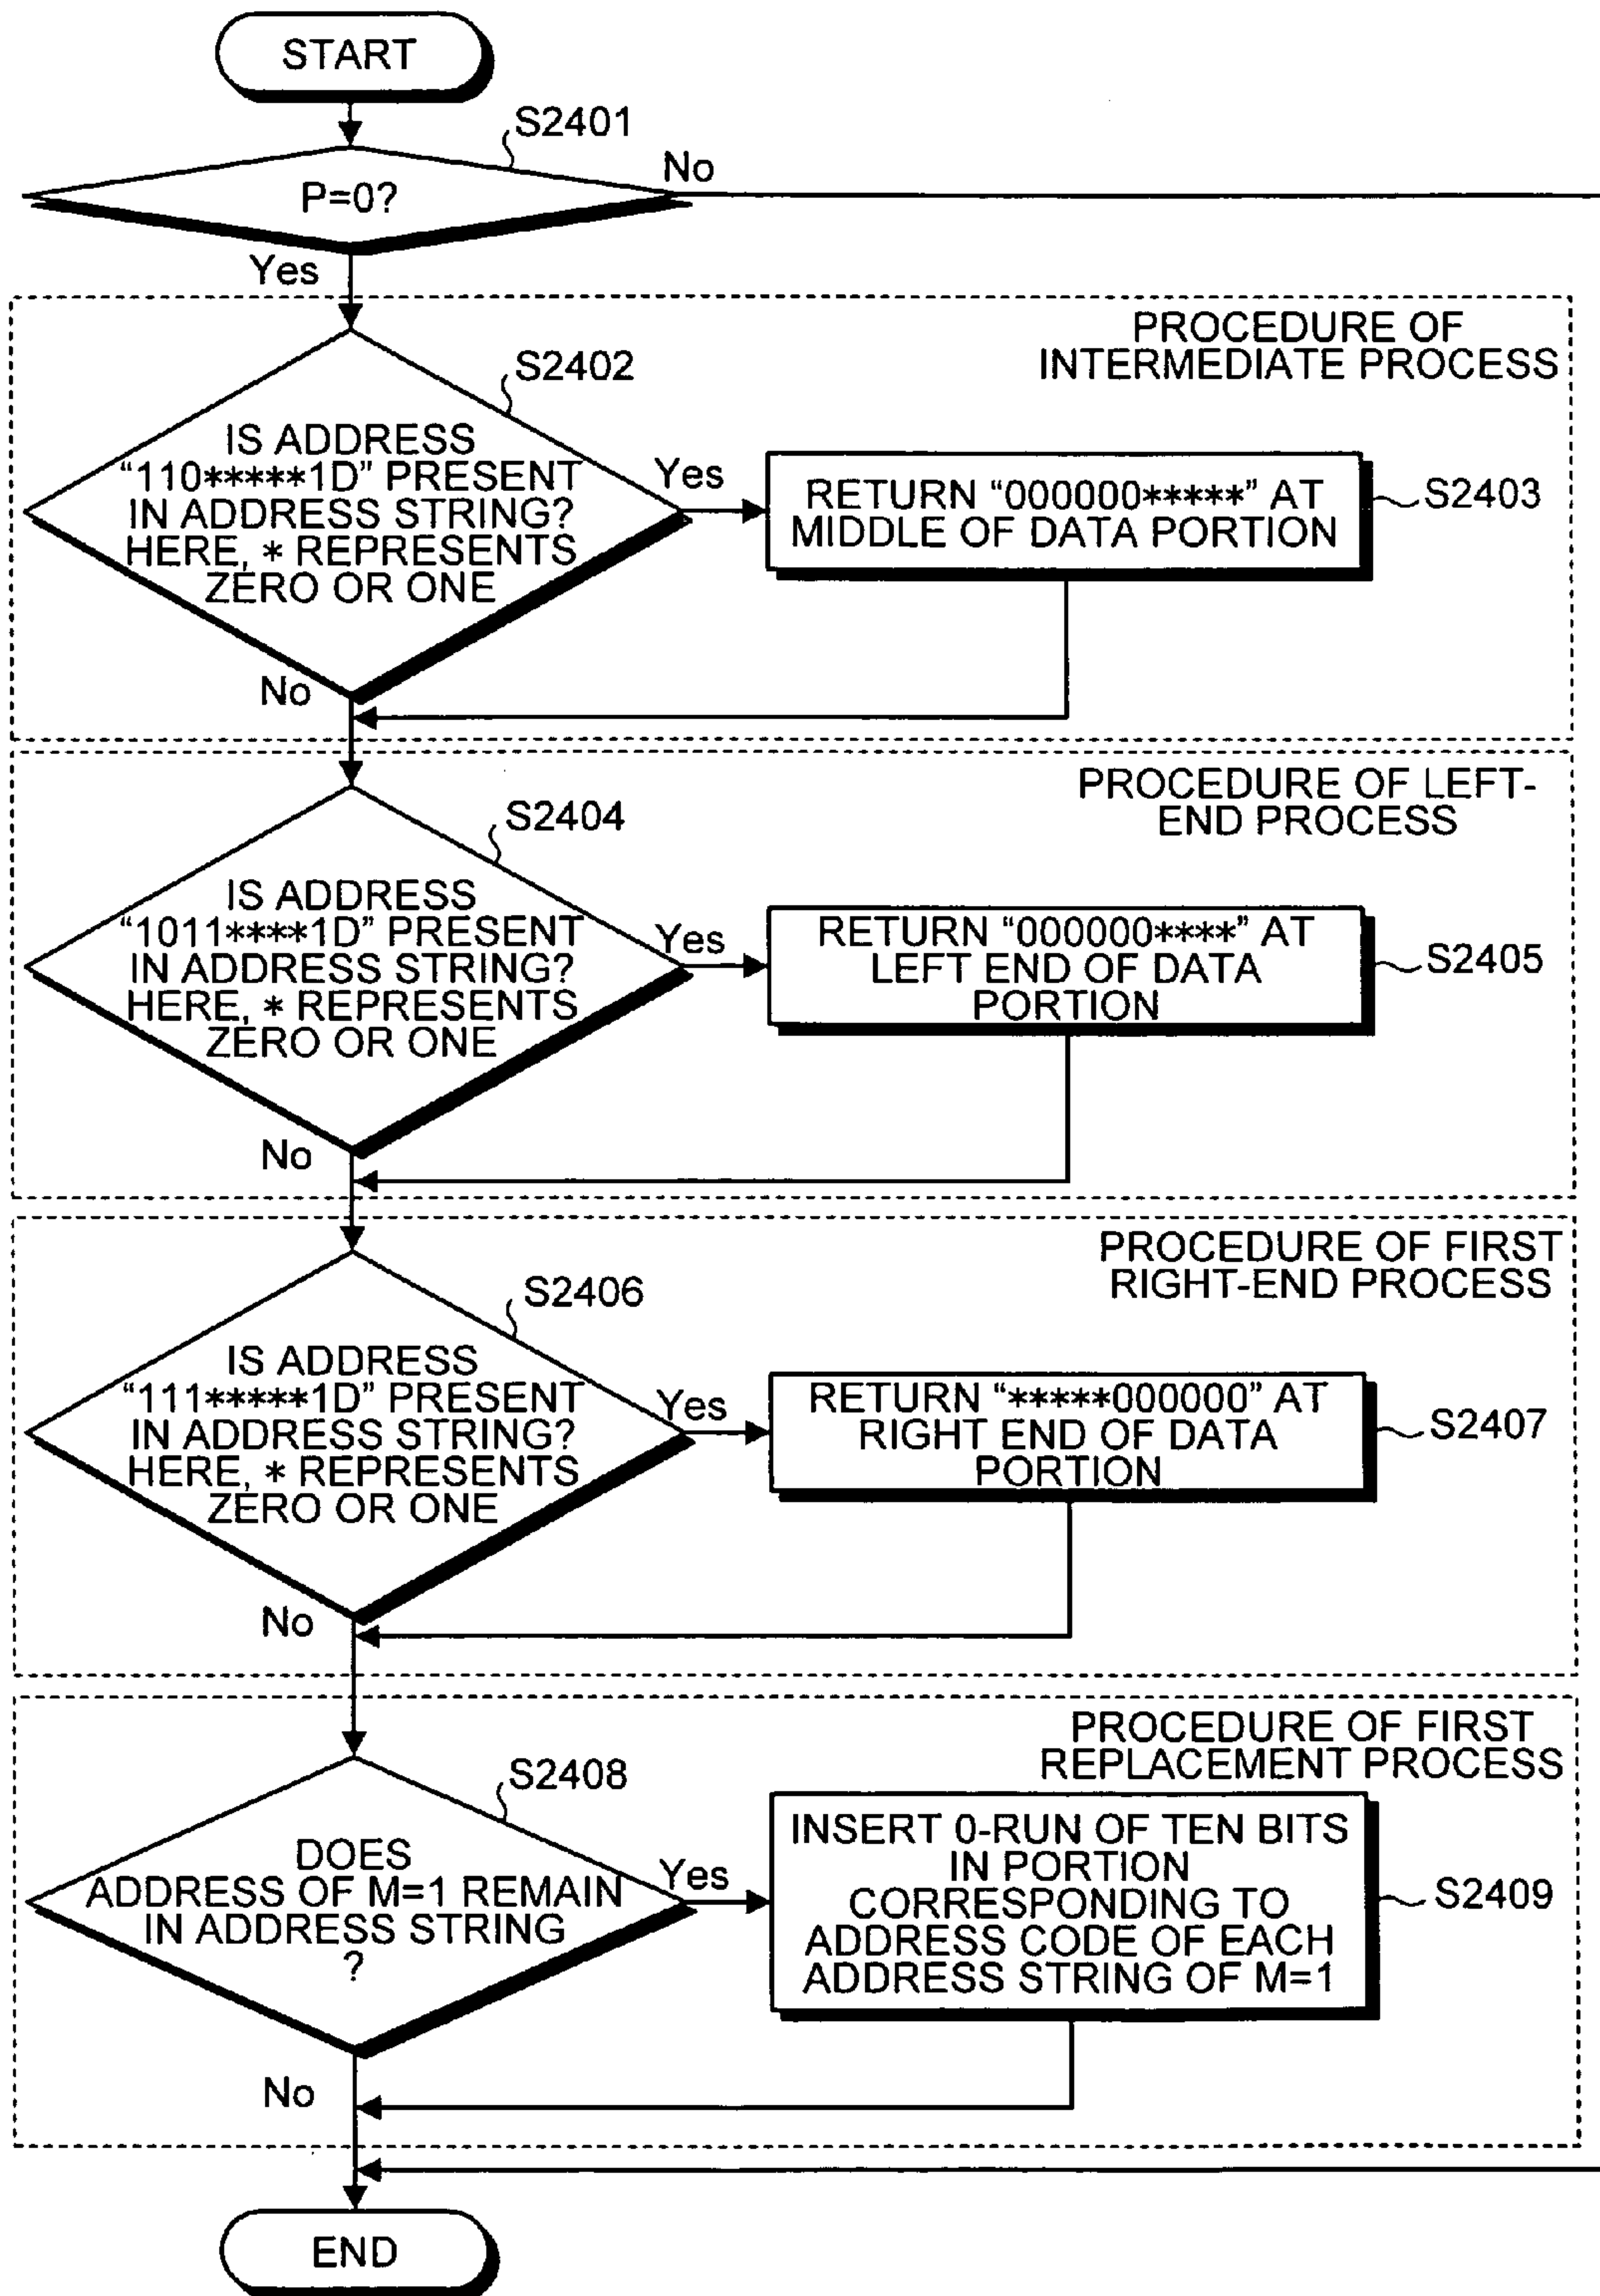 START
S2401
P=0?
No
Yes
PROCEDURE OF
INTERMEDIATE PROCESS
S2402
IS ADDRESS
“110*****1D” PRESENT
IN ADDRESS STRING?
HERE, * REPRESENTS
ZERO OR ONE
Yes
RETURN “000000*****” AT
MIDDLE OF DATA PORTION
S2403
No
PROCEDURE OF LEFT-
END PROCESS
S2404
IS ADDRESS
“1011****1D” PRESENT
IN ADDRESS STRING?
HERE, * REPRESENTS
ZERO OR ONE
Yes
RETURN “000000****” AT
LEFT END OF DATA
PORTION
S2405
No
PROCEDURE OF FIRST
RIGHT-END PROCESS
S2406
IS ADDRESS
“111*****1D” PRESENT
IN ADDRESS STRING?
HERE, * REPRESENTS
ZERO OR ONE
Yes
RETURN “*****000000” AT
RIGHT END OF DATA
PORTION
S2407
No
PROCEDURE OF FIRST
REPLACEMENT PROCESS
S2408
DOES
ADDRESS OF M=1 REMAIN
IN ADDRESS STRING
?
Yes
INSERT 0-RUN OF TEN BITS
IN PORTION
CORRESPONDING TO
ADDRESS CODE OF EACH
ADDRESS STRING OF M=1
S2409
No
END